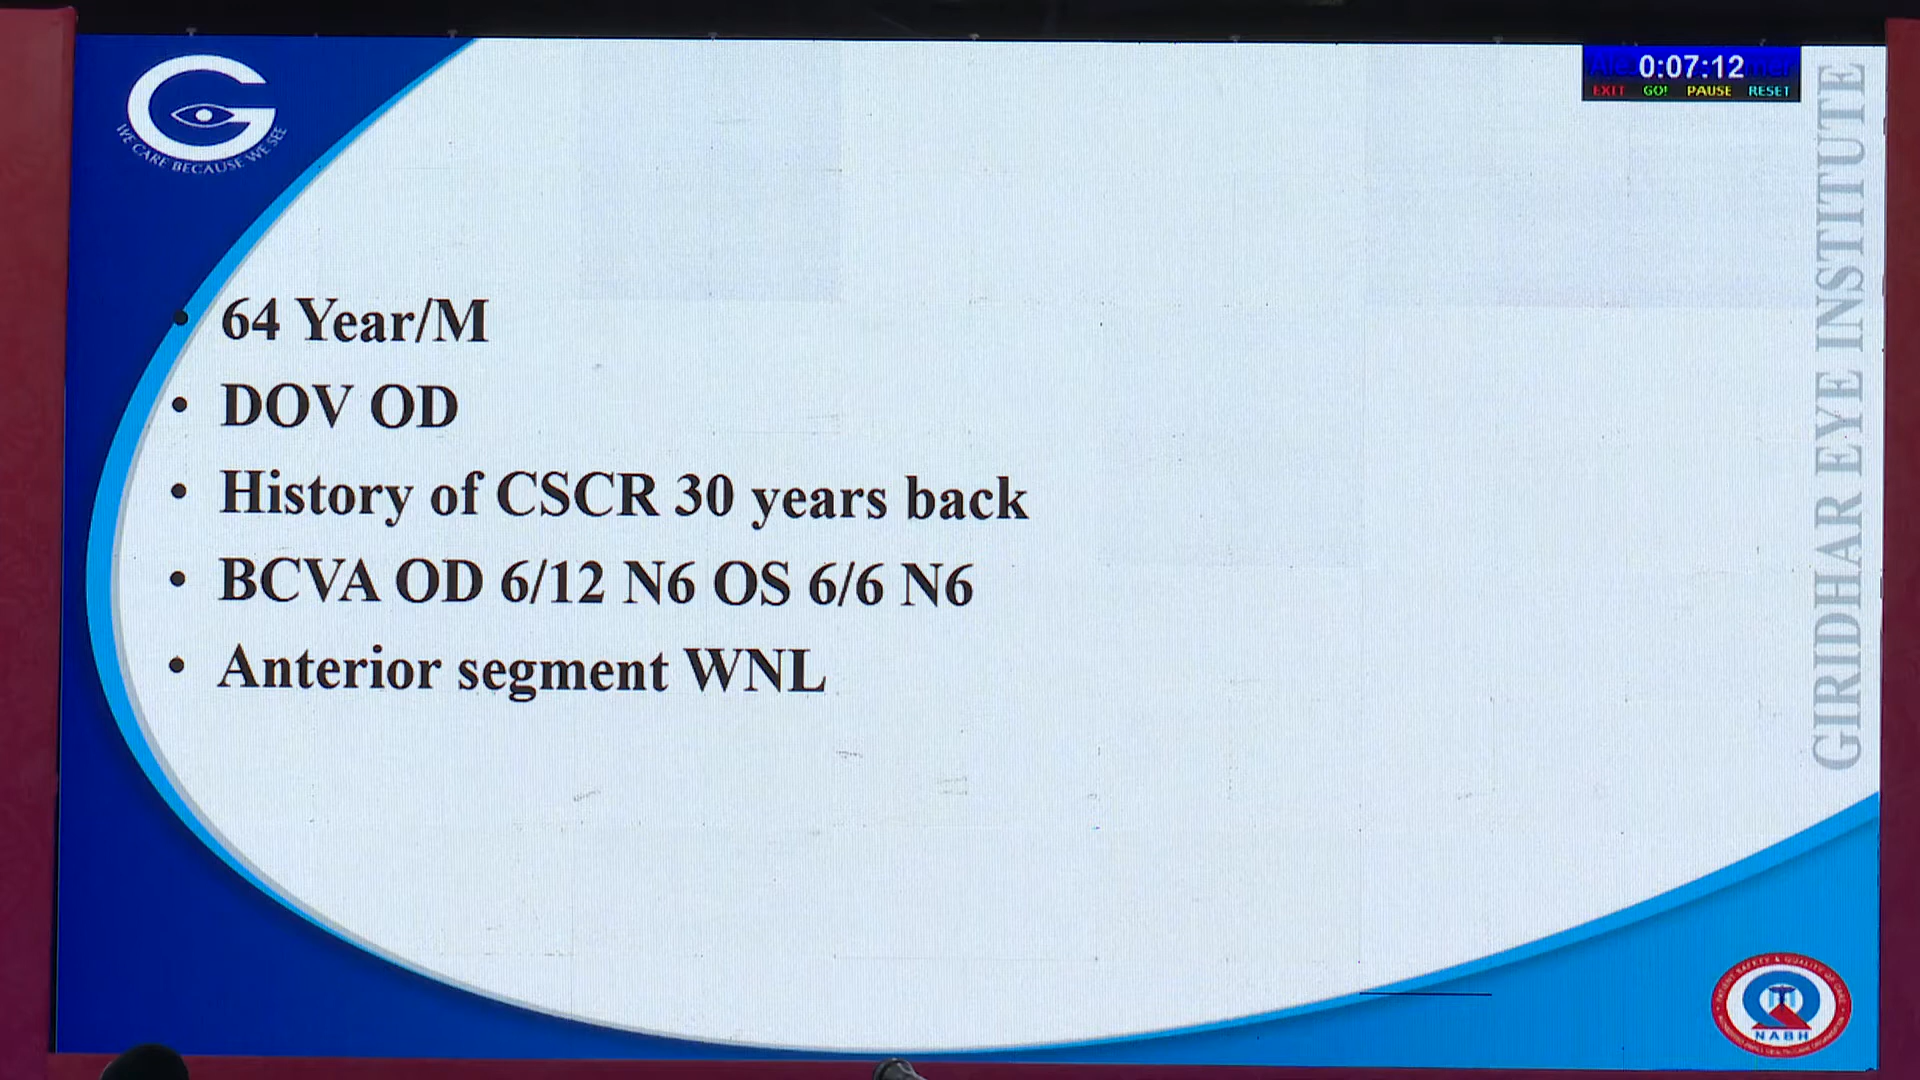 WE CARE BECAUSE WE SEE
0:07:12
EXIT GO! PAUSE RESET
64 Year/M
DOV OD
History of CSCR 30 years back
BCVA OD 6/12 N6 OS 6/6 N6
Anterior segment WNL
GIRIDHAR EYE INSTITUTE
NABH